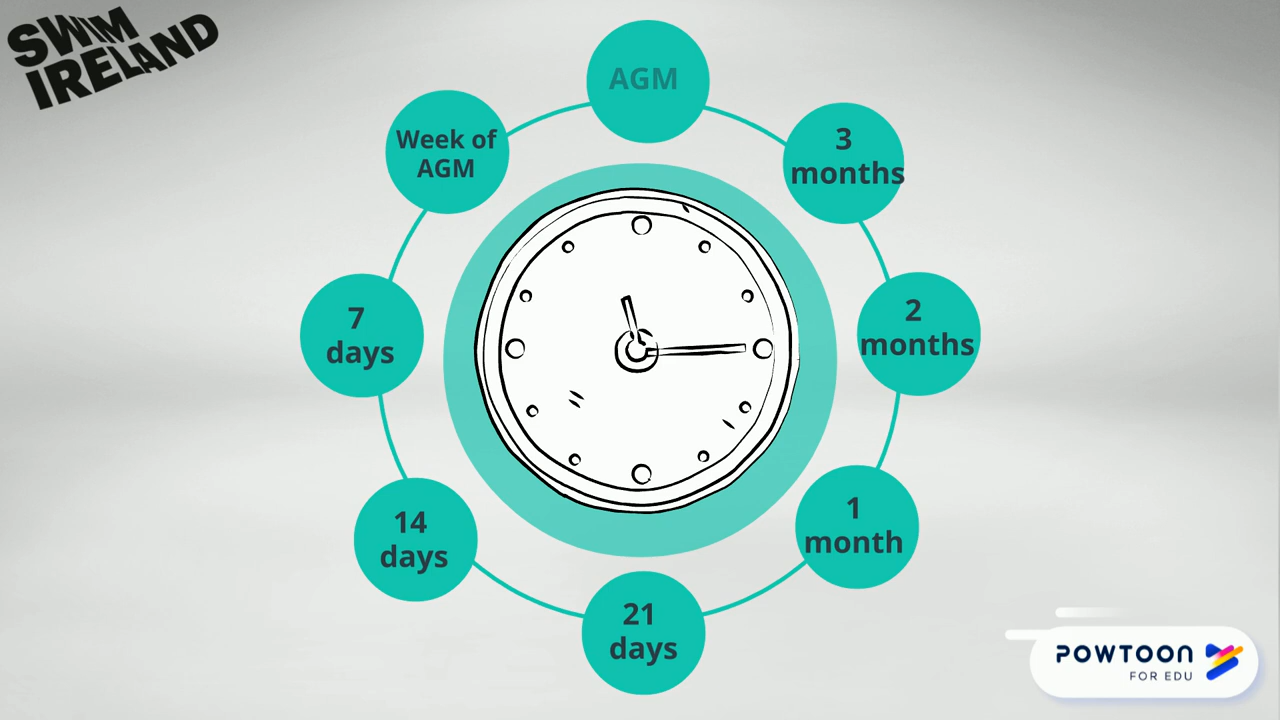 SWIM
IRELAND
AGM
3
months
2
months
1
month
21
days
14
days
7
days
Week of
AGM
POWTOON
FOR EDU